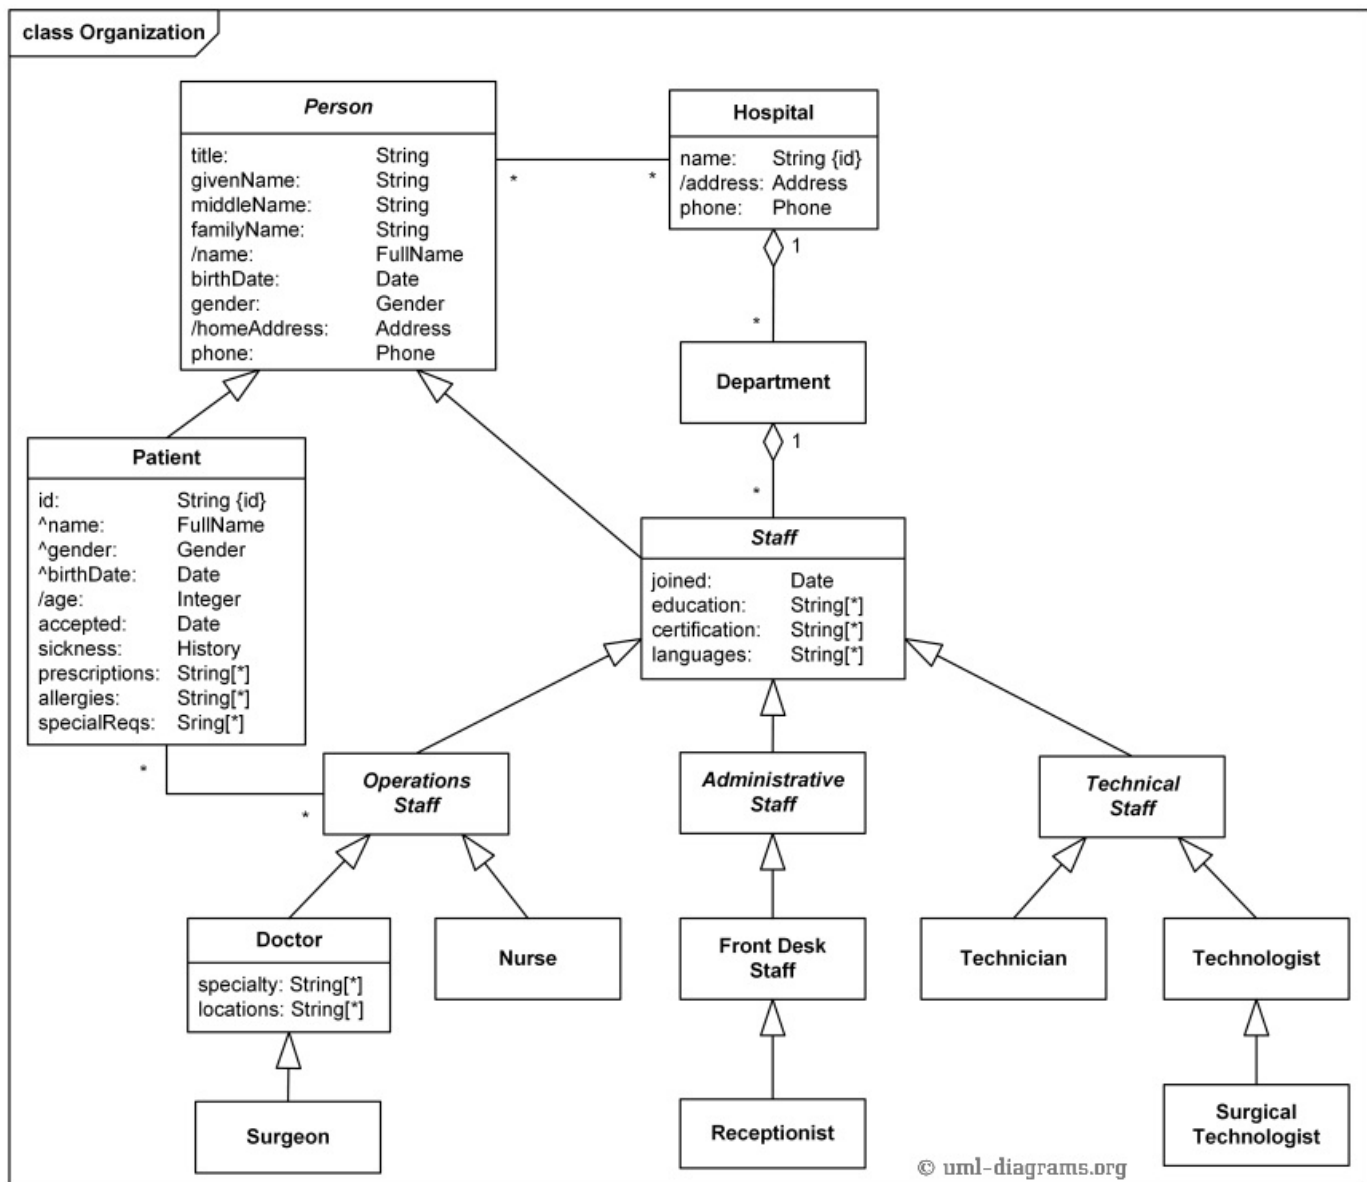 class Organization
Person
title: String
givenName: String
middleName: String
familyName: String
/name: FullName
birthDate: Date
gender: Gender
/homeAddress: Address
phone: Phone
Hospital
name: String {id}
/address: Address
phone: Phone
* *
1
*
Department
1
*
Patient
id: String {id}
^name: FullName
^gender: Gender
^birthDate: Date
/age: Integer
accepted: Date
sickness: History
prescriptions: String[*]
allergies: String[*]
specialReqs: Sring[*]
Staff
joined: Date
education: String[*]
certification: String[*]
languages: String[*]
*
*
Operations
Staff
Administrative
Staff
Technical
Staff
Doctor
specialty: String[*]
locations: String[*]
Nurse
Front Desk
Staff
Technician
Technologist
Surgeon
Receptionist
Surgical
Technologist
© uml-diagrams.org